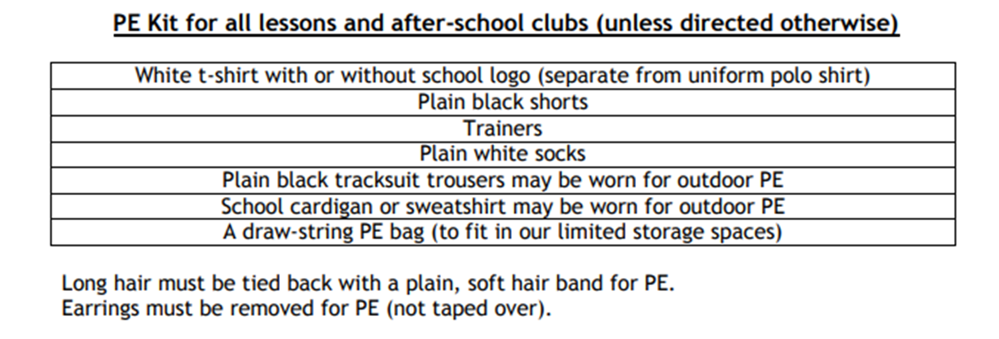 PE Kit for all lessons and after-school clubs (unless directed otherwise)
White t-shirt with or without school logo (separate from uniform polo shirt)
Plain black shorts
Trainers
Plain white socks
Plain black tracksuit trousers may be worn for outdoor PE
School cardigan or sweatshirt may be worn for outdoor PE
A draw-string PE bag (to fit in our limited storage spaces)
Long hair must be tied back with a plain, soft hair band for PE.
Earrings must be removed for PE (not taped over).